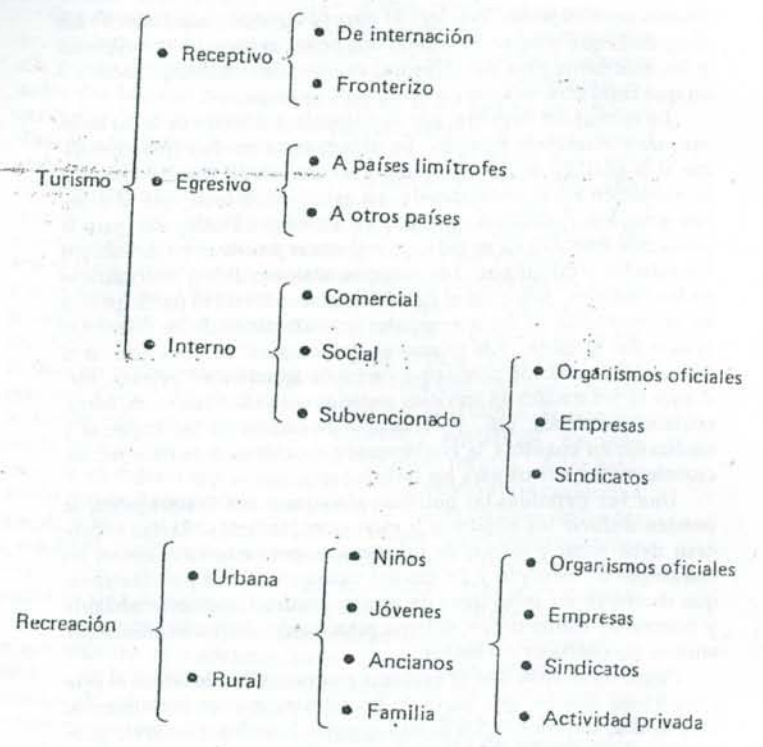 Turismo
• Receptivo
• De internación
• Fronterizo
• Egresivo
• A países limítrofes
• A otros países
• Interno
• Comercial
• Social
• Subvencionado
• Organismos oficiales
• Empresas
• Sindicatos
Recreación
• Urbana
• Rural
• Niños
• Jóvenes
• Ancianos
• Familia
• Organismos oficiales
• Empresas
• Sindicatos
• Actividad privada